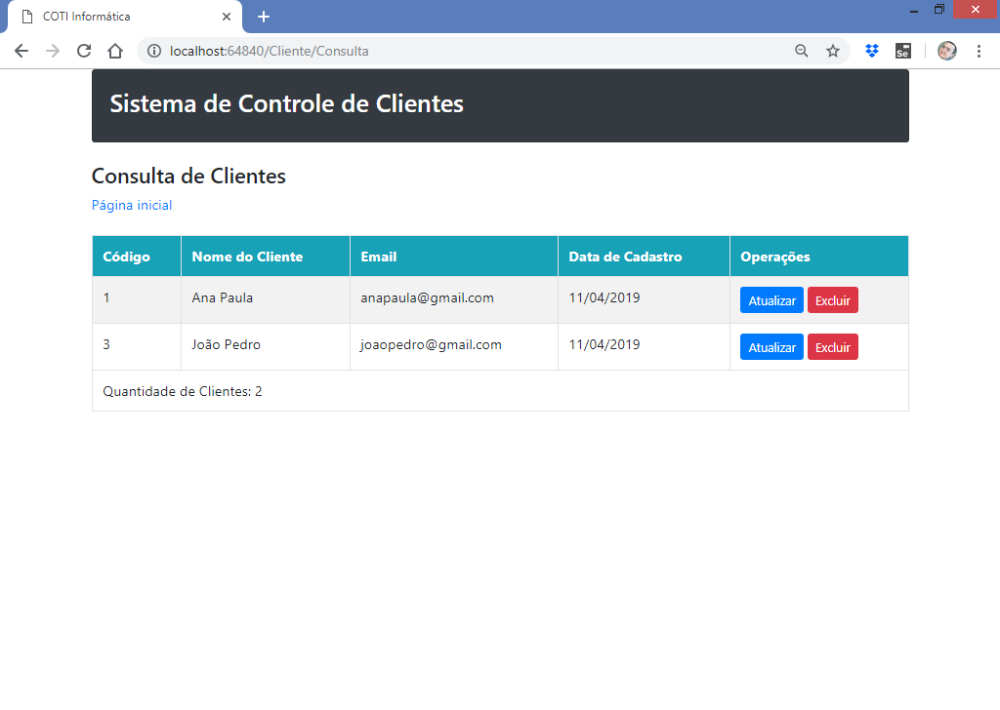 COTI Informática
localhost:64840/Cliente/Consulta
Se
Sistema de Controle de Clientes
Consulta de Clientes
Página inicial
Código Nome do Cliente Email Data de Cadastro Operações
1 Ana Paula anapaula@gmail.com 11/04/2019 Atualizar Excluir
3 João Pedro joaopedro@gmail.com 11/04/2019 Atualizar Excluir
Quantidade de Clientes: 2